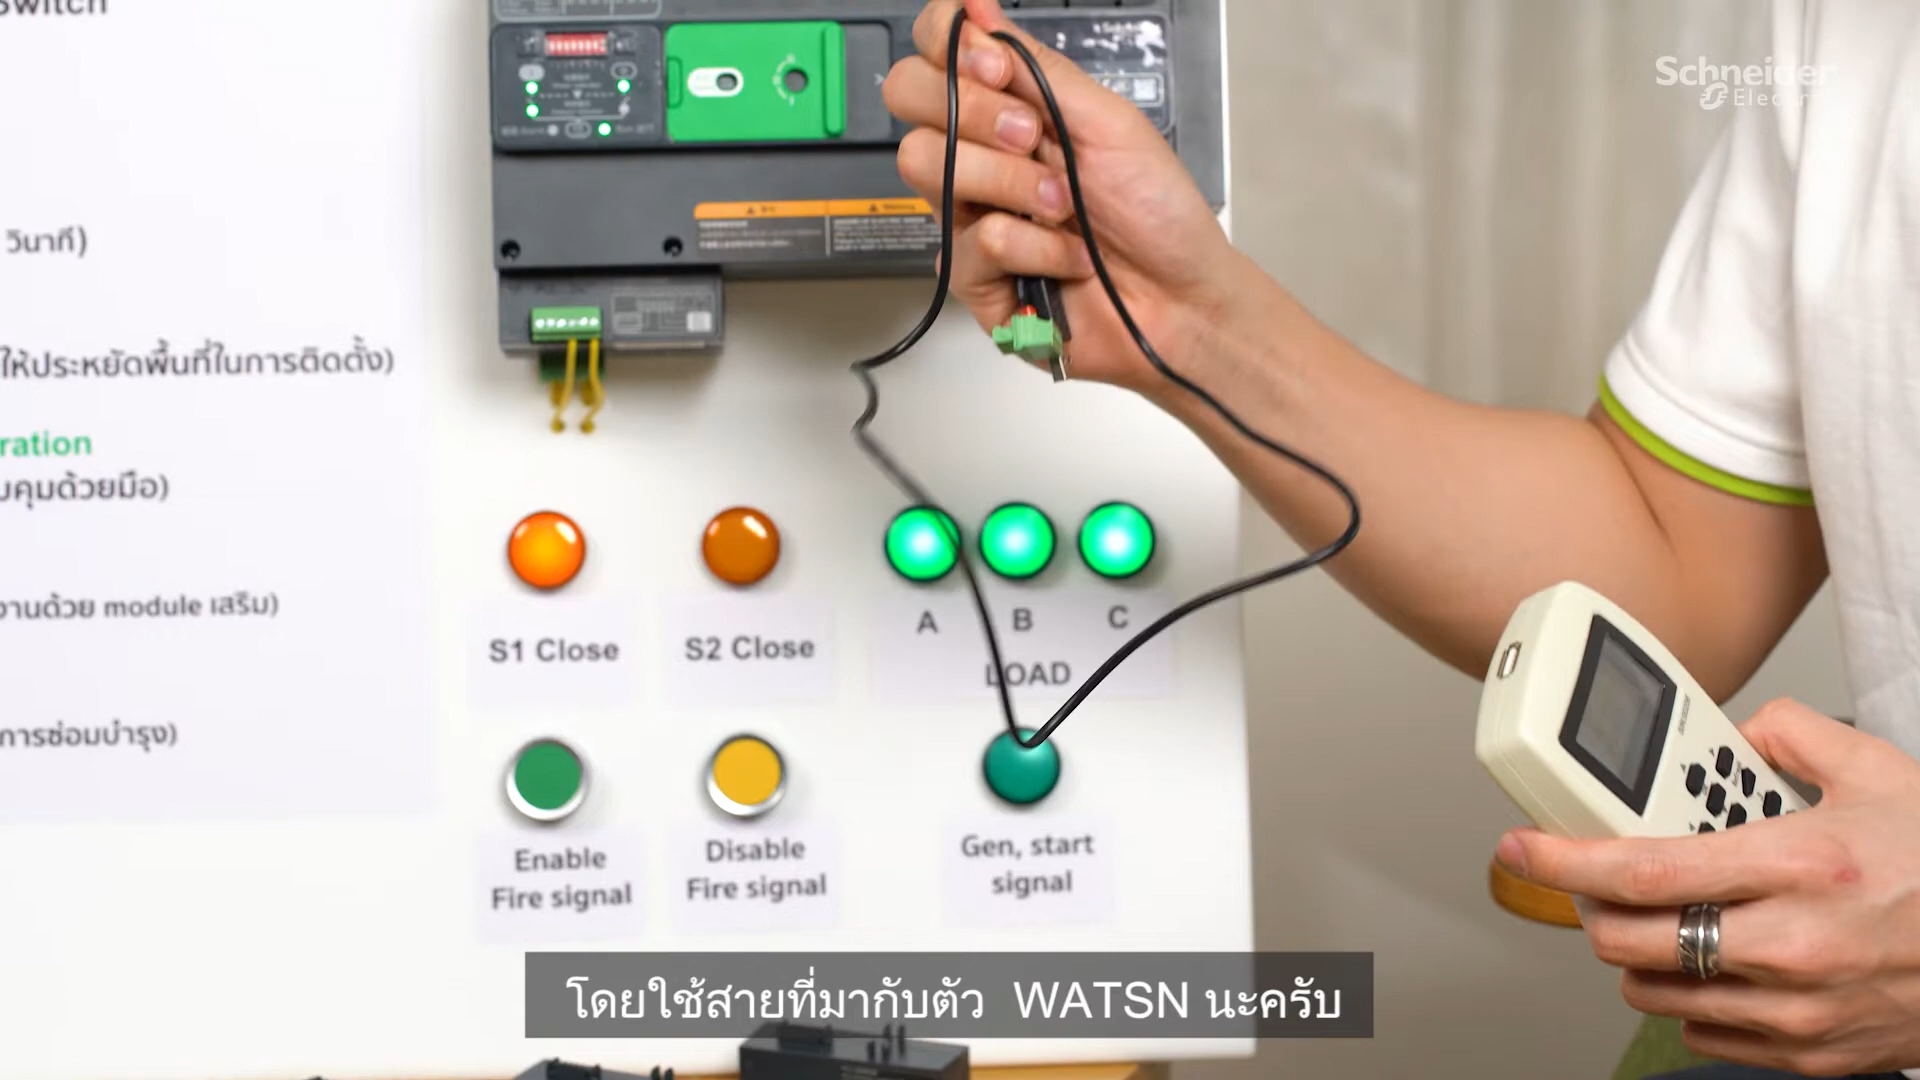 Switch
Schneider
Electric
วินาที)
ให้ประหยัดพื้นที่ในการติดตั้ง)
ration
บคุมด้วยมือ)
งานด้วย module เสริม)
การซ่อมบำรุง)
S1 Close
S2 Close
A
B
C
LOAD
Enable
Fire signal
Disable
Fire signal
Gen, start
signal
โดยใช้สายที่มากับตัว WATSN นะครับ